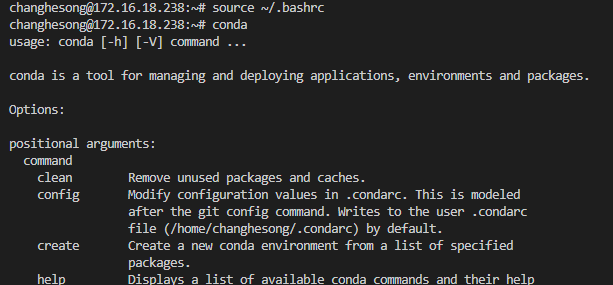 changhesong@172.16.18.238:~# source ~/.bashrc
changhesong@172.16.18.238:~# conda
usage: conda [-h] [-V] command ...
conda is a tool for managing and deploying applications, environments and packages.
Options:
positional arguments:
command
clean Remove unused packages and caches.
config Modify configuration values in .condarc. This is modeled
after the git config command. Writes to the user .condarc
file (/home/changhesong/.condarc) by default.
create Create a new conda environment from a list of specified
packages.
help Displays a list of available conda commands and their help